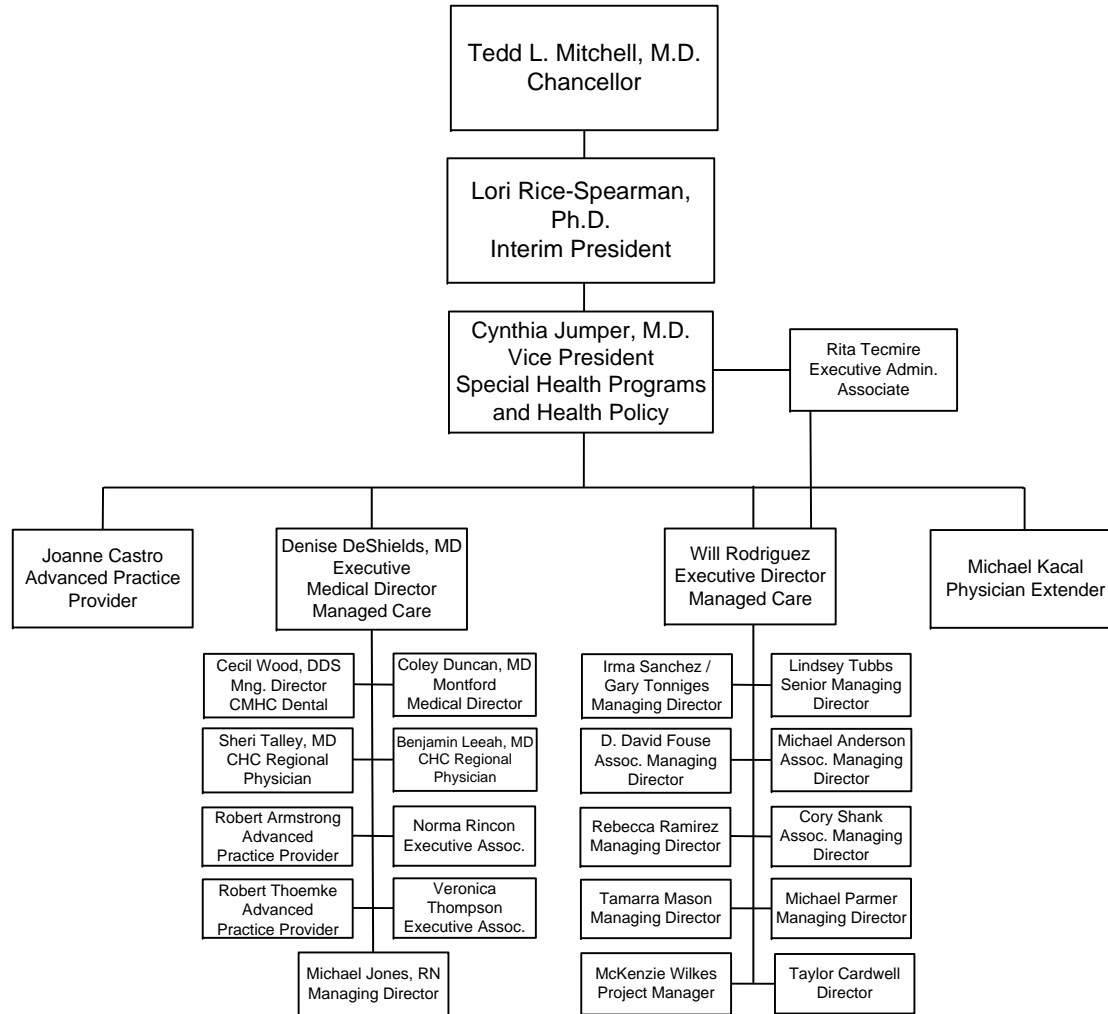 Tedd L. Mitchell, M.D.
Chancellor
Lori Rice-Spearman,
Ph.D.
Interim President
Cynthia Jumper, M.D.
Vice President
Special Health Programs
and Health Policy
Rita Tecmire
Executive Admin.
Associate
Joanne Castro
Advanced Practice
Provider
Denise DeShields, MD
Executive
Medical Director
Managed Care
Will Rodriguez
Executive Director
Managed Care
Michael Kacal
Physician Extender
Cecil Wood, DDS
Mng. Director
CMHC Dental
Coley Duncan, MD
Montford
Medical Director
Irma Sanchez /
Gary Tonniges
Managing Director
Lindsey Tubbs
Senior Managing
Director
Sheri Talley, MD
CHC Regional
Physician
Benjamin Leeah, MD
CHC Regional
Physician
D. David Fouse
Assoc. Managing
Director
Michael Anderson
Assoc. Managing
Director
Robert Armstrong
Advanced
Practice Provider
Norma Rincon
Executive Assoc.
Rebecca Ramirez
Managing Director
Cory Shank
Assoc. Managing
Director
Robert Thoemke
Advanced
Practice Provider
Veronica
Thompson
Executive Assoc.
Tamarra Mason
Managing Director
Michael Parmer
Managing Director
Michael Jones, RN
Managing Director
McKenzie Wilkes
Project Manager
Taylor Cardwell
Director